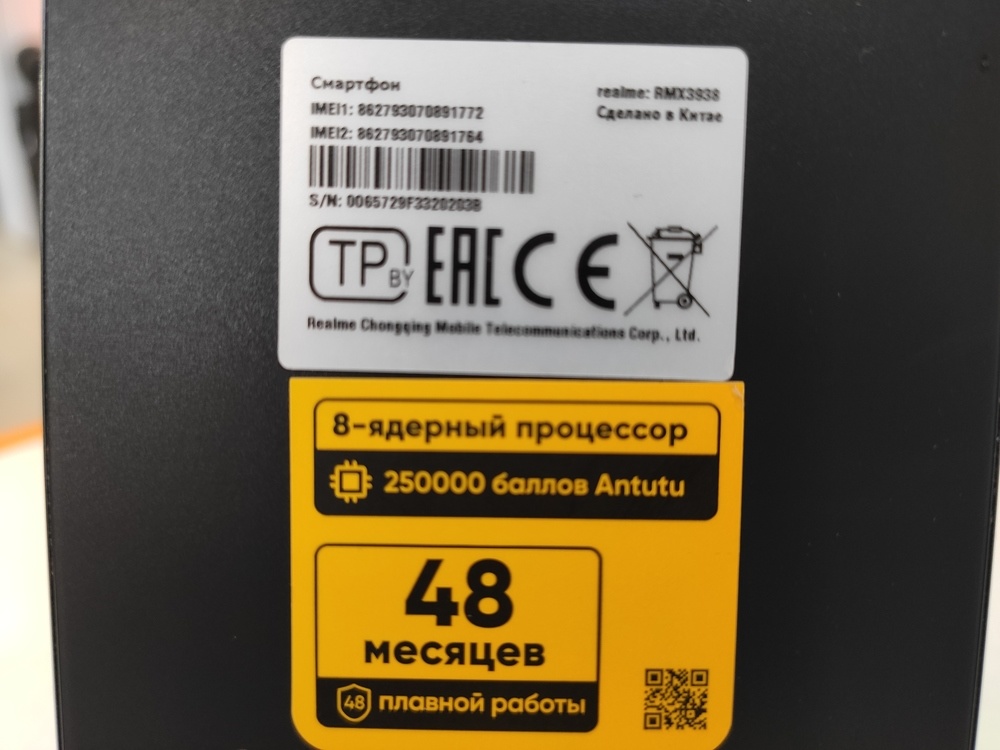 Смартфон
realme: RMX3938
IMEI1: 862793070891772
Сделано в Китае
IMEI2: 862793070891764
S/N: 0065729F3320203B
TP BY EAC CE
Realme Chongqing Mobile Telecommunications Corp., Ltd.
8-ядерный процессор
250000 баллов Antutu
48
месяцев
48 плавной работы